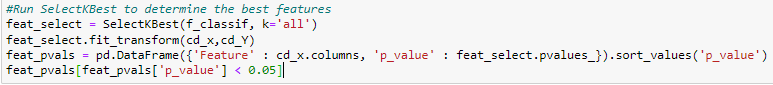 #Run SelectKBest to determine the best features
feat_select = SelectKBest(f_classif, k='all')
feat_select.fit_transform(cd_x,cd_Y)
feat_pvals = pd.DataFrame({'Feature' : cd_x.columns, 'p_value' : feat_select.pvalues_}).sort_values('p_value')
feat_pvals[feat_pvals['p_value'] < 0.05]